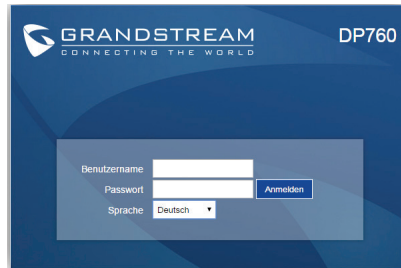 GRANDSTREAM
CONNECTING THE WORLD
DP760
Benutzername
Passwort
Anmelden
Sprache
Deutsch